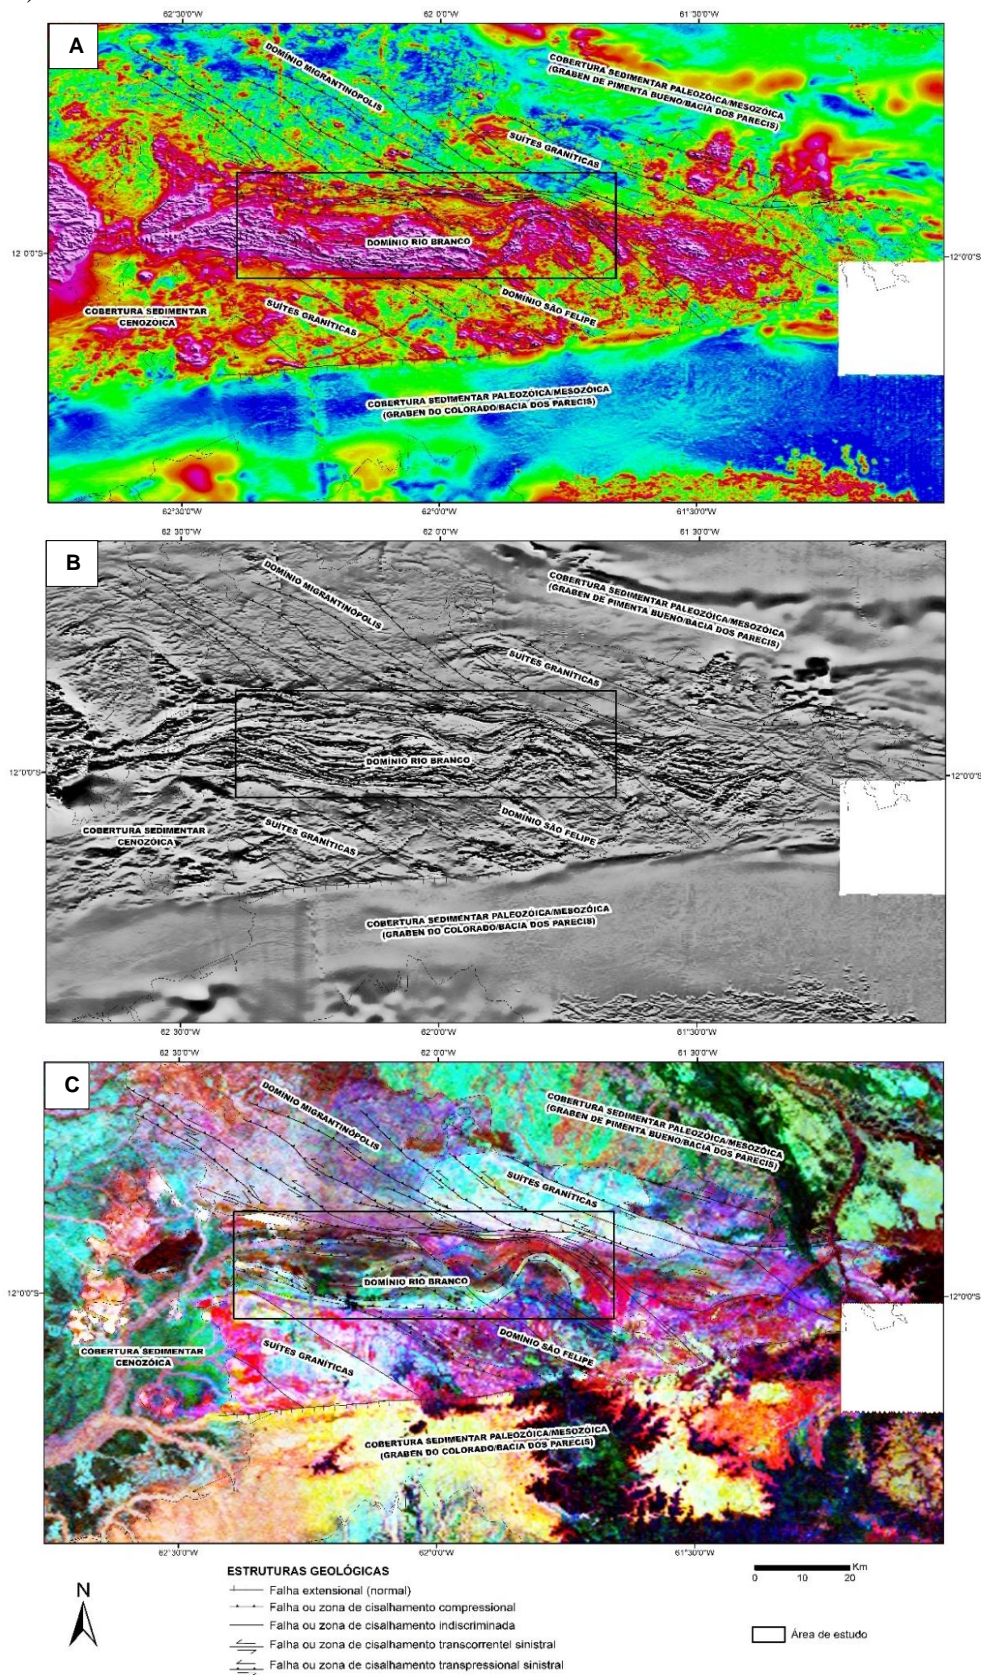 62°30'0"W 62 0'0"W 61 30'0"W
A
DOMÍNIO MIGRANTINÓPOLIS
COBERTURA SEDIMENTAR PALEOZÓICA/MESOZÓICA
(GRABEN DE PIMENTA BUENO/BACIA DOS PARECIS)
SUÍTES GRANÍTICAS
DOMÍNIO RIO BRANCO
12 0'0"S 12°0'0"S
SUÍTES GRANÍTICAS
DOMÍNIO SÃO FELIPE
COBERTURA SEDIMENTAR
CENOZÓICA
COBERTURA SEDIMENTAR PALEOZÓICA/MESOZÓICA
(GRABEN DO COLORADO/BACIA DOS PARECIS)
62°30'0"W 62°0'0"W 61°30'0"W
62 30'0"W 62 0'0"W 61 30'0"W
B
DOMÍNIO MIGRANTINÓPOLIS
COBERTURA SEDIMENTAR PALEOZÓICA/MESOZÓICA
(GRABEN DE PIMENTA BUENO/BACIA DOS PARECIS)
SUÍTES GRANÍTICAS
DOMÍNIO RIO BRANCO
12°0'0"S 12°0'0"S
SUÍTES GRANÍTICAS
DOMÍNIO SÃO FELIPE
COBERTURA SEDIMENTAR
CENOZÓICA
COBERTURA SEDIMENTAR PALEOZÓICA/MESOZÓICA
(GRABEN DO COLORADO/BACIA DOS PARECIS)
62 30'0"W 62 0'0"W 61°30'0"W
62 30'0"W 62 0'0"W 61 30'0"W
C
DOMÍNIO MIGRANTINÓPOLIS
COBERTURA SEDIMENTAR PALEOZÓICA/MESOZÓICA
(GRABEN DE PIMENTA BUENO/BACIA DOS PARECIS)
SUÍTES GRANÍTICAS
DOMÍNIO RIO BRANCO
12°0'0"S 12°0'0"S
SUÍTES GRANÍTICAS
DOMÍNIO SÃO FELIPE
COBERTURA SEDIMENTAR
CENOZÓICA
COBERTURA SEDIMENTAR PALEOZÓICA/MESOZÓICA
(GRABEN DO COLORADO/BACIA DOS PARECIS)
62°30'0"W 62°0'0"W 61°30'0"W
ESTRUTURAS GEOLÓGICAS
Falha extensional (normal)
Falha ou zona de cisalhamento compressional
Falha ou zona de cisalhamento indiscriminada
Falha ou zona de cisalhamento transcorrentel sinistral
Falha ou zona de cisalhamento transpressional sinistral
N
Km
0 10 20
Área de estudo